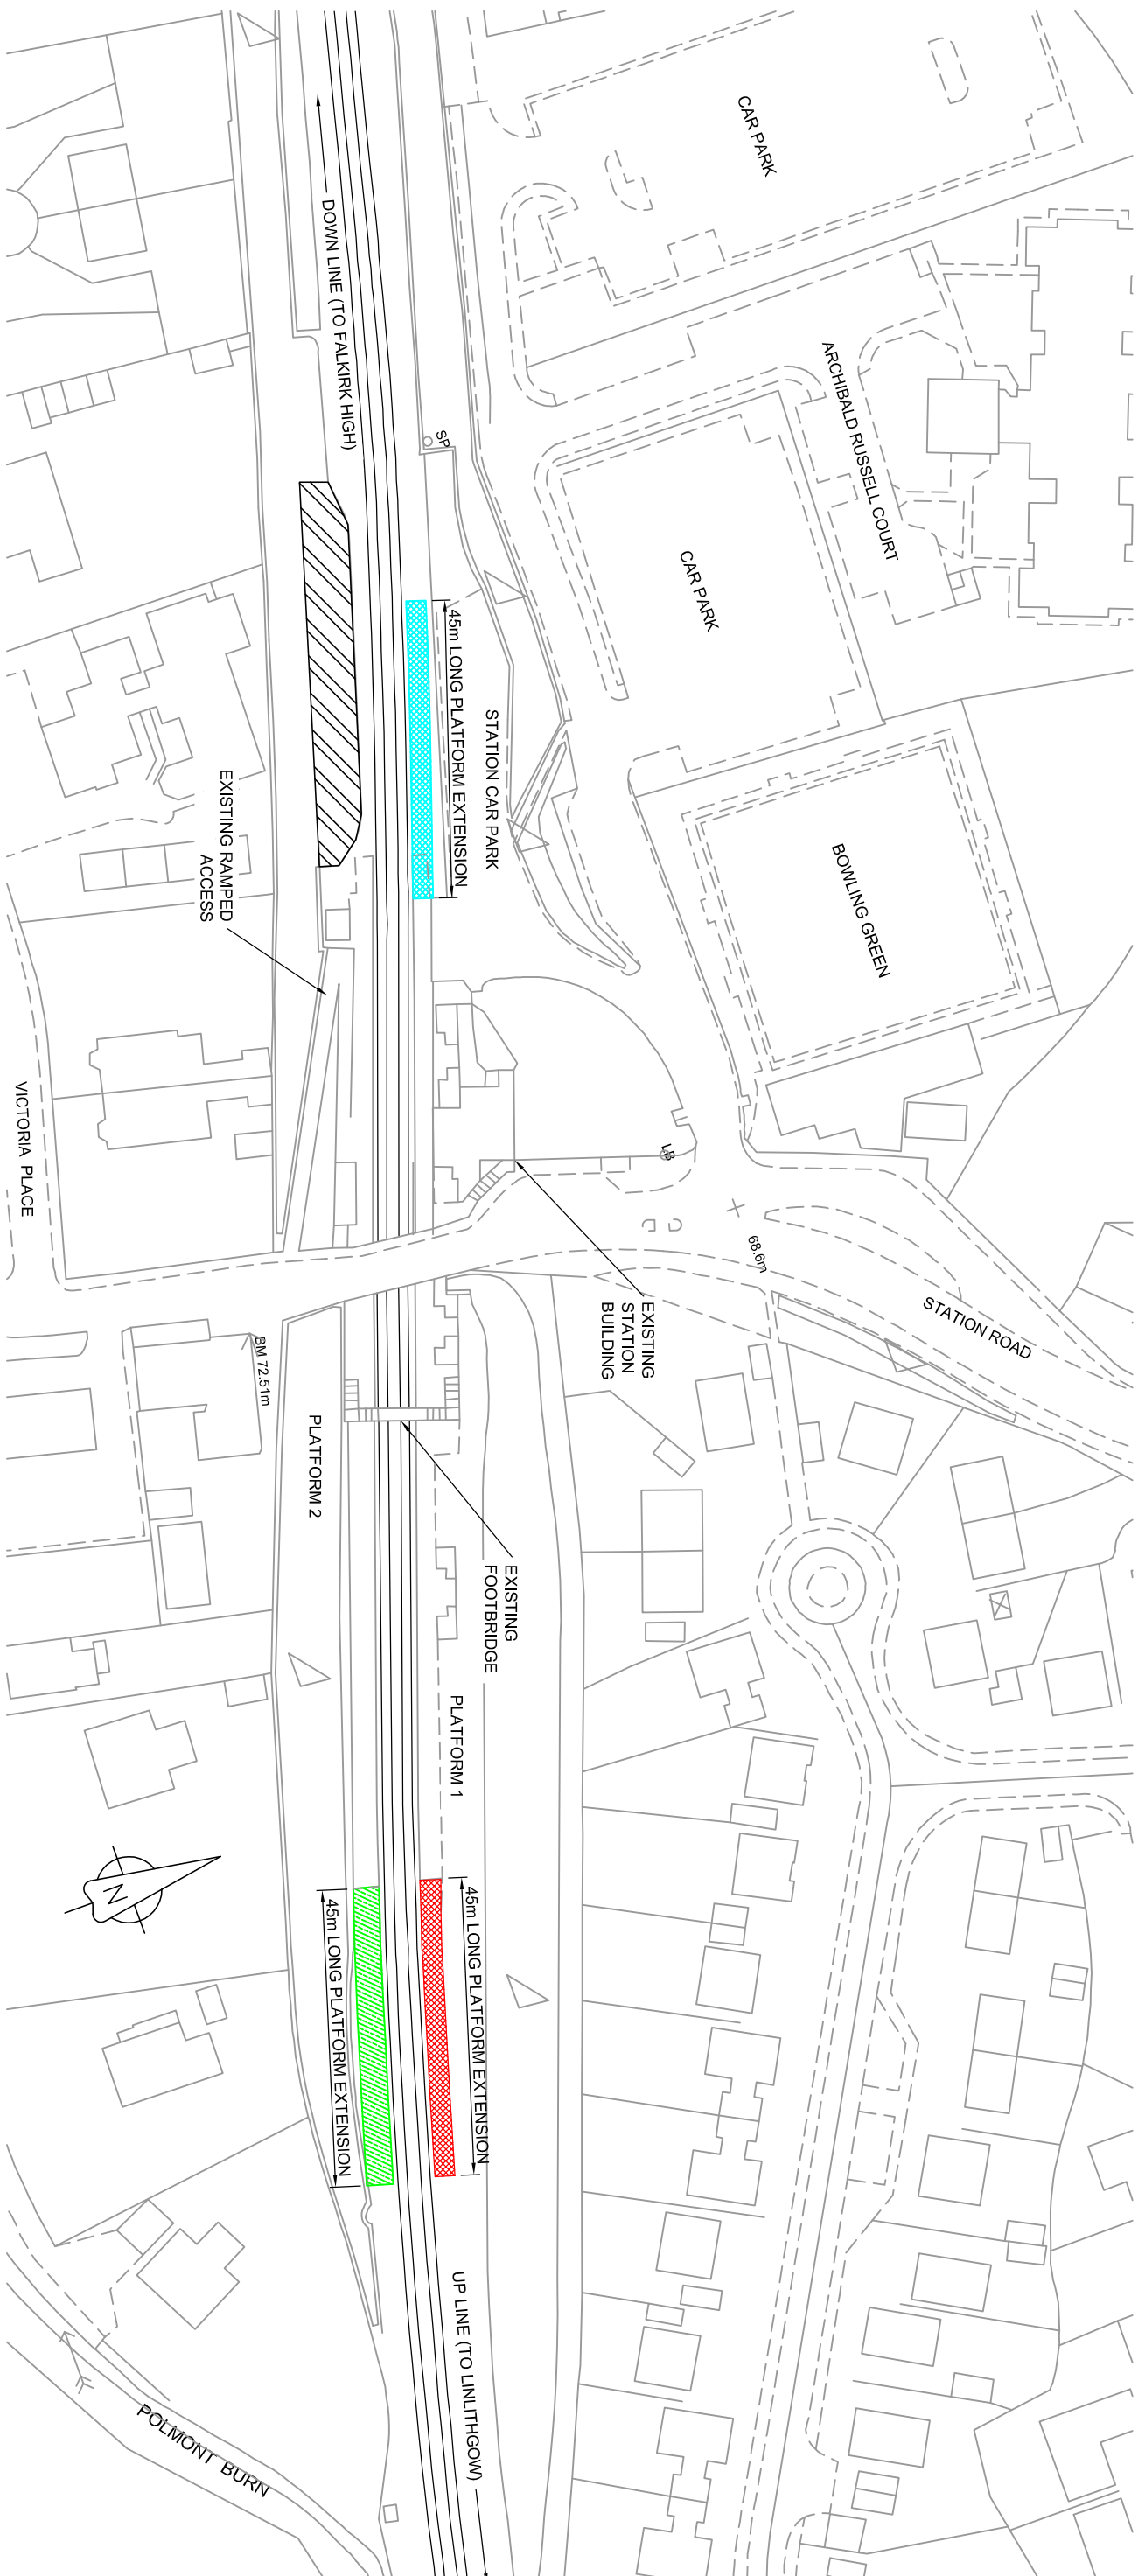 CAR PARK
DOWN LINE (TO FALKIRK HIGH)
ARCHIBALD RUSSELL COURT
SP
CAR PARK
45m LONG PLATFORM EXTENSION
STATION CAR PARK
EXISTING RAMPED
ACCESS
BOWLING GREEN
VICTORIA PLACE
LB
68.6m
STATION ROAD
EXISTING
STATION
BUILDING
BM 72.51m
PLATFORM 2
EXISTING
FOOTBRIDGE
PLATFORM 1
N
45m LONG PLATFORM EXTENSION
45m LONG PLATFORM EXTENSION
UP LINE (TO LINLITHGOW)
POLMONT BURN